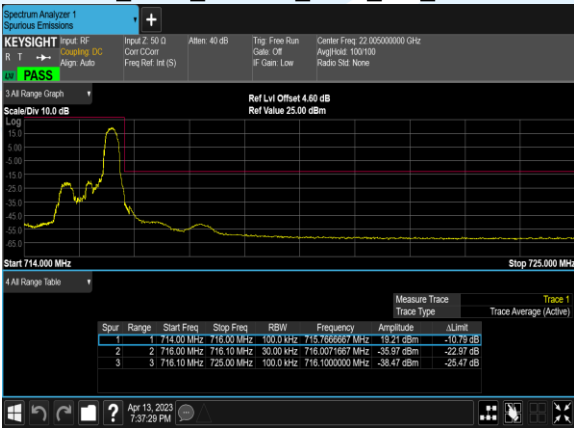 Spectrum Analyzer 1
Spurious Emissions
+
KEYSIGHT Input: RF Input Z: 50 Ω Atten: 40 dB Trig: Free Run Center Freq: 22.005000000 GHz
R T Coupling: DC Corr CCorr Gate: Off Avg|Hold: 100/100
Align: Auto Freq Ref: Int (S) IF Gain: Low Radio Std: None
LXI PASS
3 All Range Graph
Ref Lvl Offset 4.60 dB
Scale/Div 10.0 dB Ref Value 25.00 dBm
Log
15.0
5.00
-5.00
-15.0
-25.0
-35.0
-45.0
-55.0
-65.0
Start 714.000 MHz Stop 725.000 MHz
4 All Range Table
Measure Trace Trace 1
Trace Type Trace Average (Active)
Spur Range Start Freq Stop Freq RBW Frequency Amplitude ΔLimit
1 1 714.00 MHz 716.00 MHz 100.0 kHz 715.7666667 MHz 19.21 dBm -10.79 dB
2 2 716.00 MHz 716.10 MHz 30.00 kHz 716.0071667 MHz -35.97 dBm -22.97 dB
3 3 716.10 MHz 725.00 MHz 100.0 kHz 716.1000000 MHz -38.47 dBm -25.47 dB
? Apr 13, 2023
7:37:29 PM